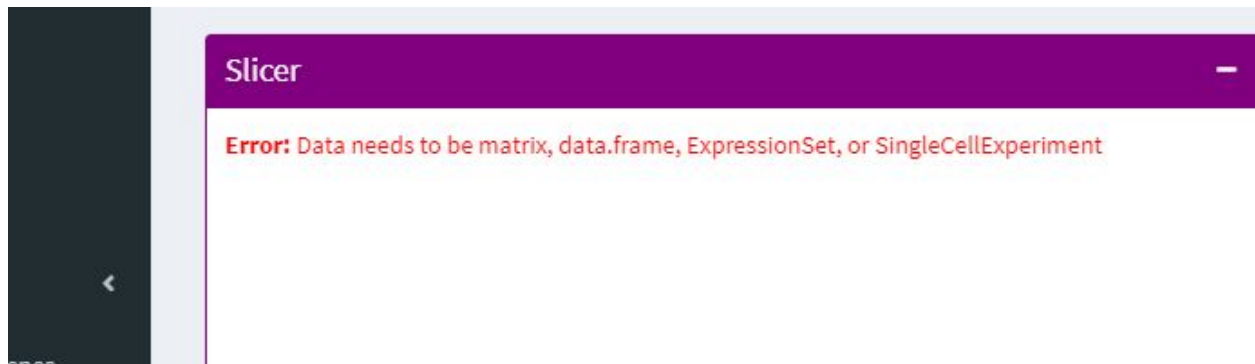 Slicer
Error: Data needs to be matrix, data.frame, ExpressionSet, or SingleCellExperiment